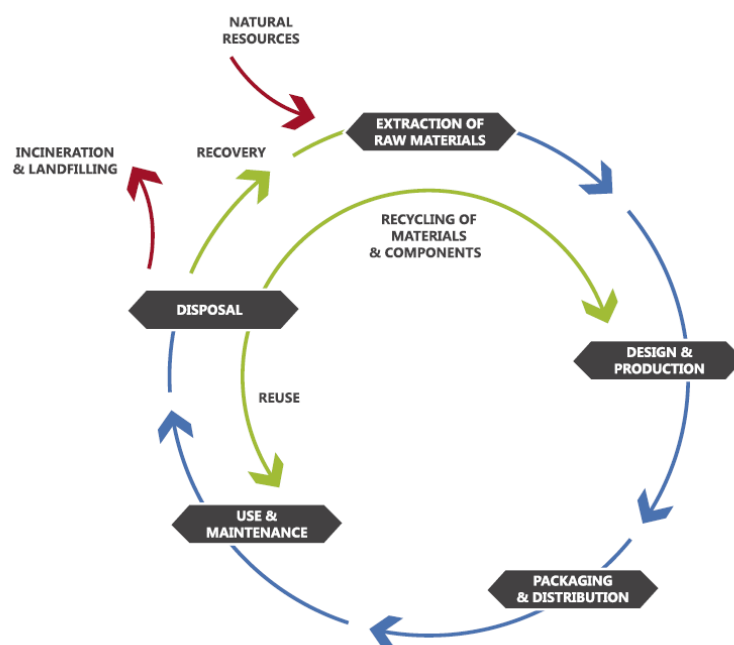 NATURAL
RESOURCES
EXTRACTION OF
RAW MATERIALS
INCINERATION
& LANDFILLING
RECOVERY
RECYCLING OF
MATERIALS
& COMPONENTS
DISPOSAL
DESIGN &
PRODUCTION
REUSE
USE &
MAINTENANCE
PACKAGING
& DISTRIBUTION